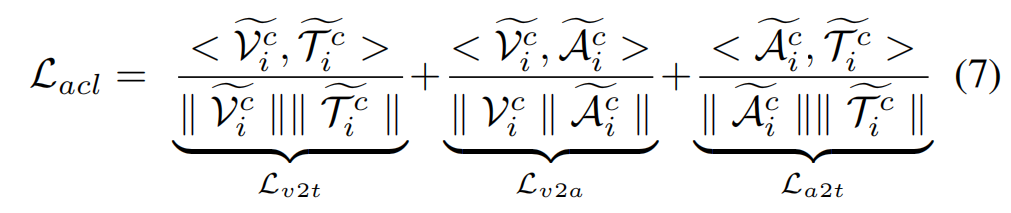 $\mathcal{L}_{acl} = \underbrace{\frac{< \widetilde{\mathcal{V}_i^c}, \widetilde{\mathcal{T}_i^c} >}{\| \widetilde{\mathcal{V}_i^c} \| \| \widetilde{\mathcal{T}_i^c} \|}}_{\mathcal{L}_{v2t}} + \underbrace{\frac{< \widetilde{\mathcal{V}_i^c}, \widetilde{\mathcal{A}_i^c} >}{\| \mathcal{V}_i^c \| \widetilde{\mathcal{A}_i^c} \|}}_{\mathcal{L}_{v2a}} + \underbrace{\frac{< \widetilde{\mathcal{A}_i^c}, \widetilde{\mathcal{T}_i^c} >}{\| \widetilde{\mathcal{A}_i^c} \| \| \widetilde{\mathcal{T}_i^c} \|}}_{\mathcal{L}_{a2t}} \quad (7)$